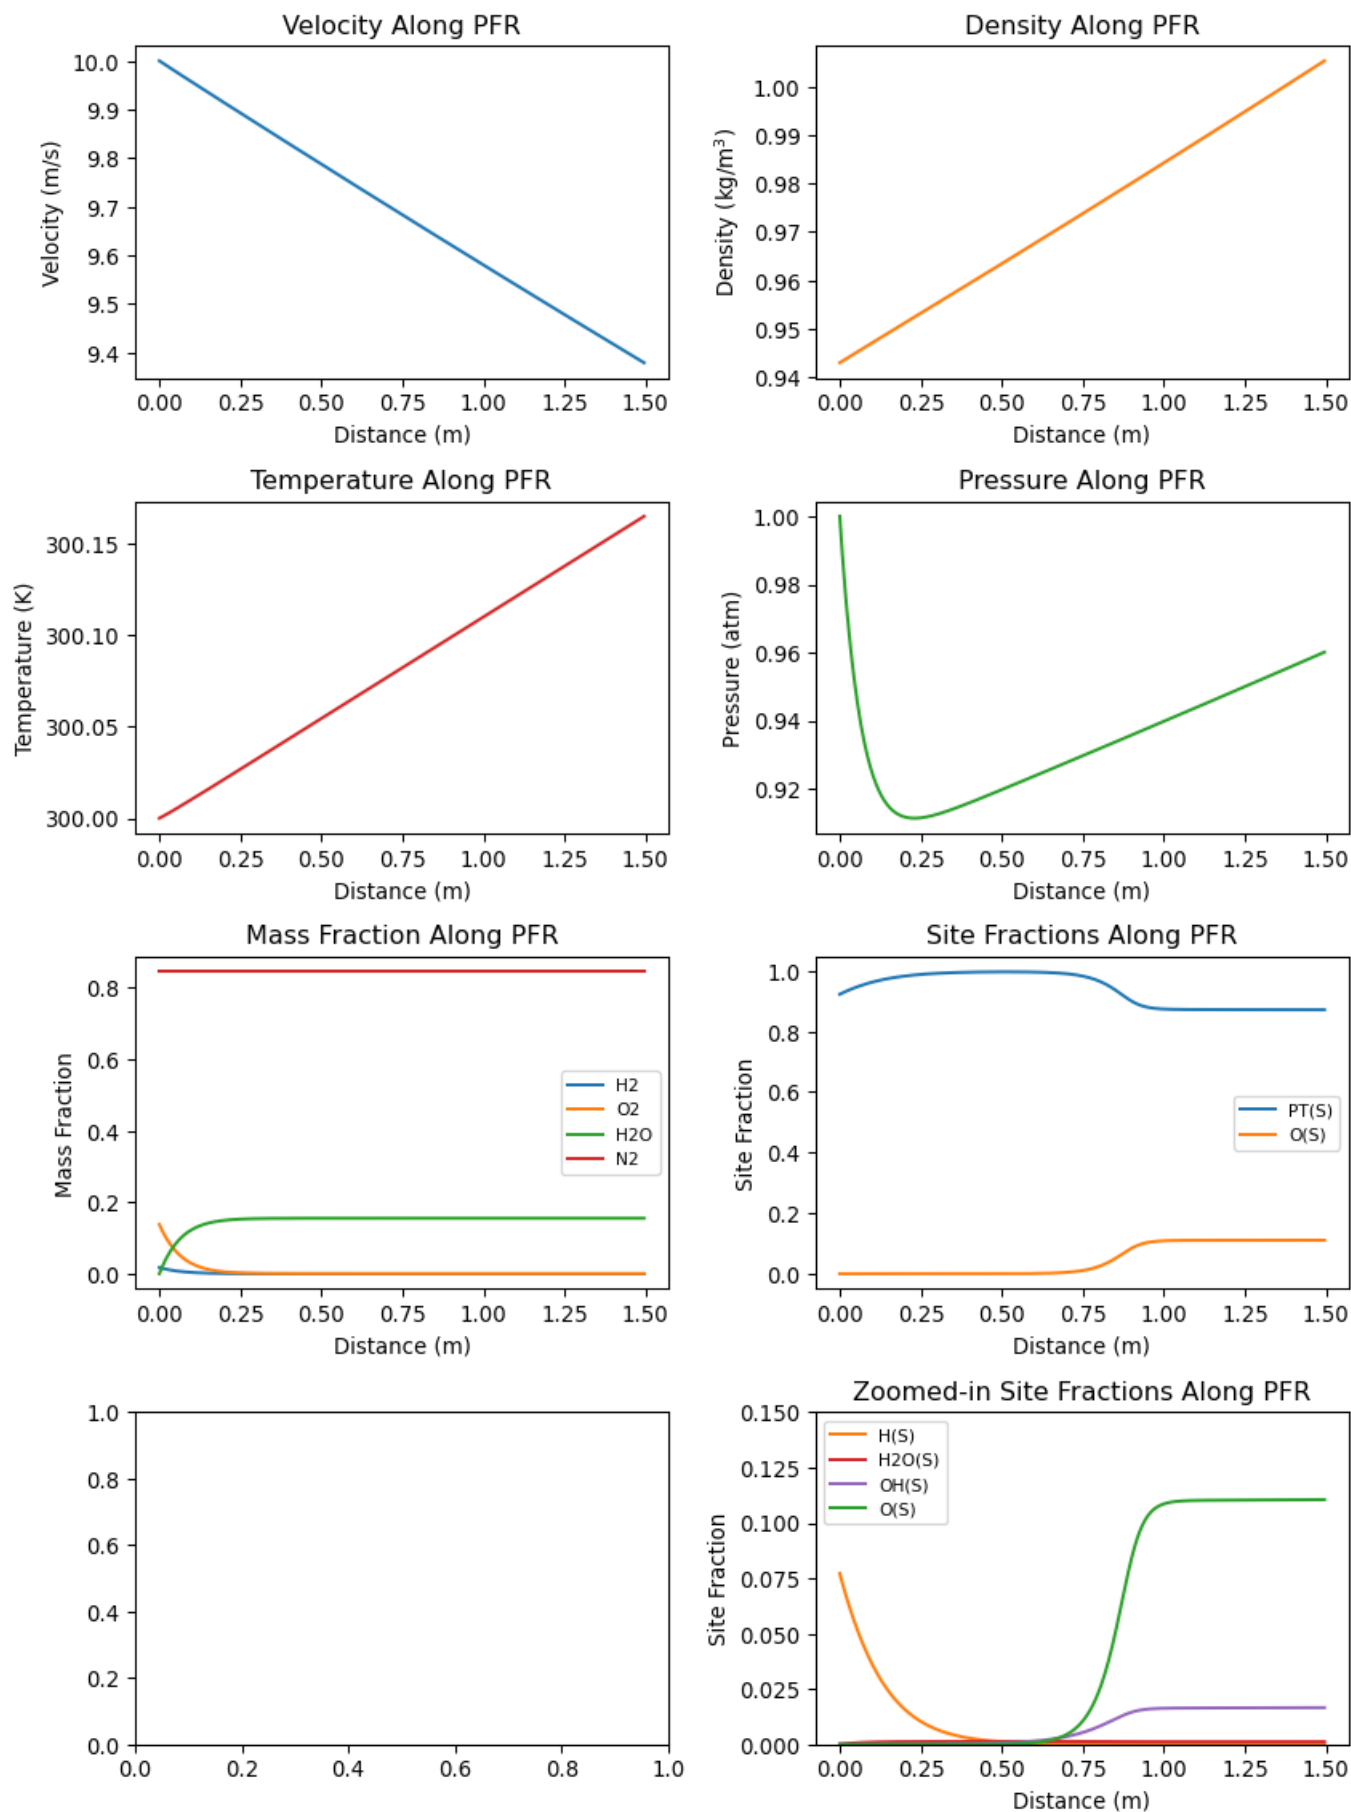 Velocity Along PFR
Velocity (m/s)
10.0
9.9
9.8
9.7
9.6
9.5
9.4
0.00 0.25 0.50 0.75 1.00 1.25 1.50
Distance (m)
Density Along PFR
Density (kg/m³)
1.00
0.99
0.98
0.97
0.96
0.95
0.94
0.00 0.25 0.50 0.75 1.00 1.25 1.50
Distance (m)
Temperature Along PFR
Temperature (K)
300.15
300.10
300.05
300.00
0.00 0.25 0.50 0.75 1.00 1.25 1.50
Distance (m)
Pressure Along PFR
Pressure (atm)
1.00
0.98
0.96
0.94
0.92
0.00 0.25 0.50 0.75 1.00 1.25 1.50
Distance (m)
Mass Fraction Along PFR
Mass Fraction
0.8
0.6
0.4
0.2
0.0
H2
O2
H2O
N2
0.00 0.25 0.50 0.75 1.00 1.25 1.50
Distance (m)
Site Fractions Along PFR
Site Fraction
1.0
0.8
0.6
0.4
0.2
0.0
PT(S)
O(S)
0.00 0.25 0.50 0.75 1.00 1.25 1.50
Distance (m)
1.0
0.8
0.6
0.4
0.2
0.0
0.0 0.2 0.4 0.6 0.8 1.0
Zoomed-in Site Fractions Along PFR
Site Fraction
0.150
0.125
0.100
0.075
0.050
0.025
0.000
H(S)
H2O(S)
OH(S)
O(S)
0.00 0.25 0.50 0.75 1.00 1.25 1.50
Distance (m)